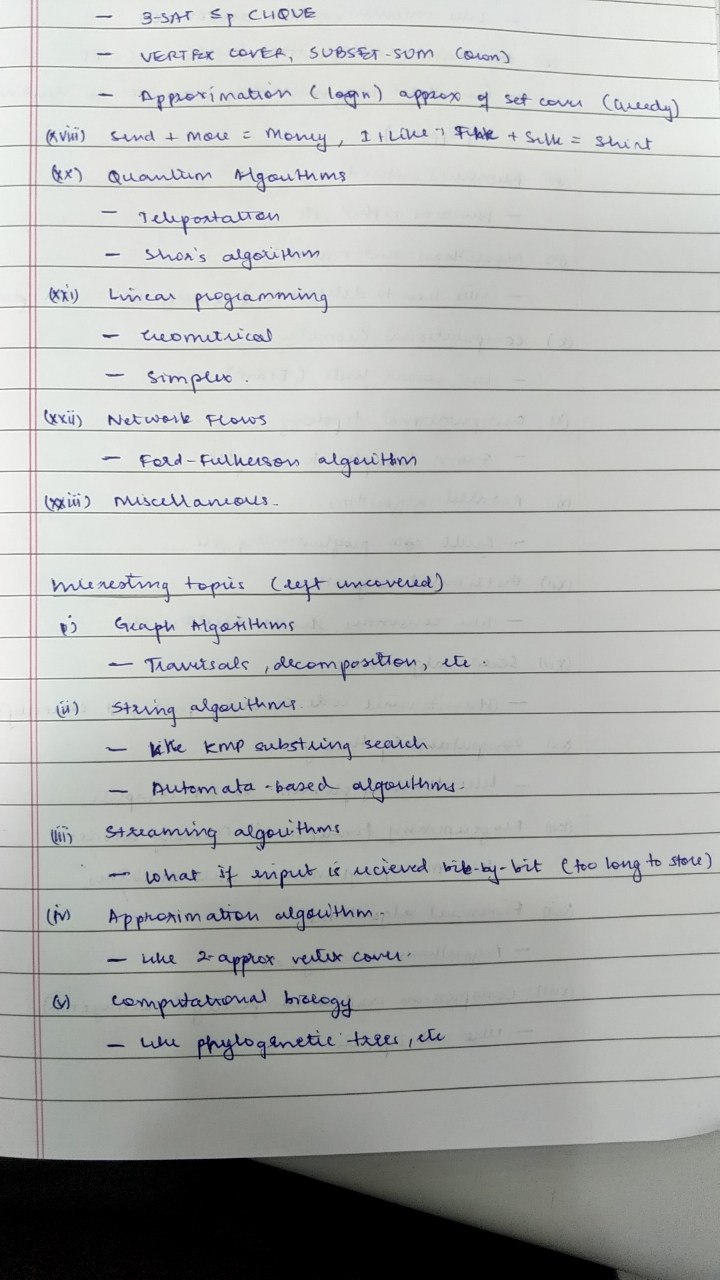 - 3-SAT ≤p CLIQUE
- VERTEX COVER, SUBSET-SUM
- Approximation (logn) approx of set cover (Greedy)
(xviii) Send + More = Money, I + Like + + Silk = Shirt
(xx) Quantum Algorithms
- Teleportation
- Shor's algorithm
(xxi) Linear programming
- Geometrical
- Simplex.
(xxii) Network Flows
- Ford-Fulkerson algorithm
(xxiii) Miscellaneous.
Interesting topics (left uncovered)
i) Graph Algorithms
- Traversals, decomposition, etc.
(ii) String algorithms.
- like KMP substring search
- Automata-based algorithms.
(iii) Streaming algorithms
- What if input is recieved bit-by-bit (too long to store)
(iv) Approximation algorithm.
- like 2-approx vertex cover.
(v) Computational biology
- like phylogenetic trees, etc